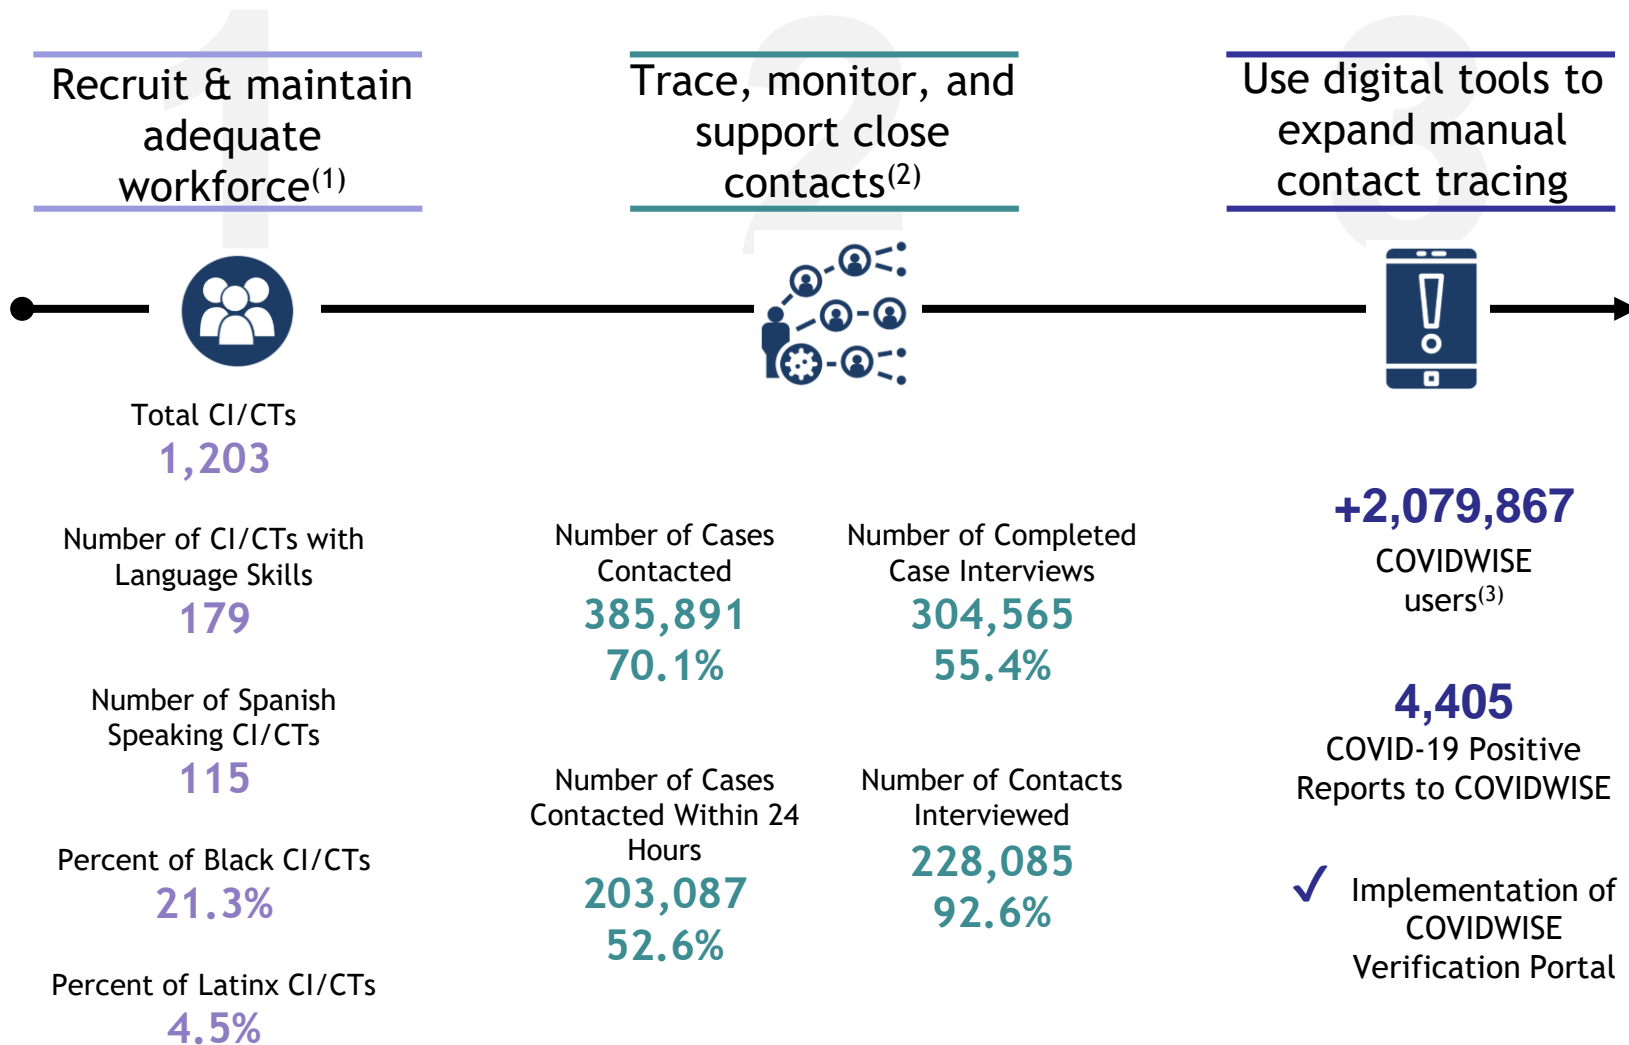 1
Recruit & maintain
adequate
workforce(1)
Total CI/CTs
1,203
Number of CI/CTs with
Language Skills
179
Number of Spanish
Speaking CI/CTs
115
Percent of Black CI/CTs
21.3%
Percent of Latinx CI/CTs
4.5%
2
Trace, monitor, and
support close
contacts(2)
Number of Cases
Contacted
385,891
70.1%
Number of Completed
Case Interviews
304,565
55.4%
Number of Cases
Contacted Within 24
Hours
203,087
52.6%
Number of Contacts
Interviewed
228,085
92.6%
3
Use digital tools to
expand manual
contact tracing
+2,079,867
COVIDWISE
users(3)
4,405
COVID-19 Positive
Reports to COVIDWISE
✓ Implementation of
COVIDWISE
Verification Portal